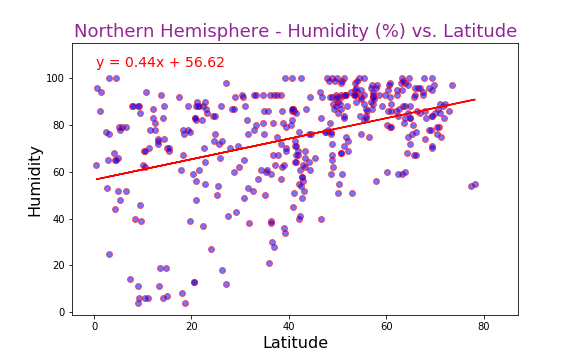 Northern Hemisphere - Humidity (%) vs. Latitude
y = 0.44x + 56.62
100
80
60
40
20
0
Humidity
0 20 40 60 80
Latitude